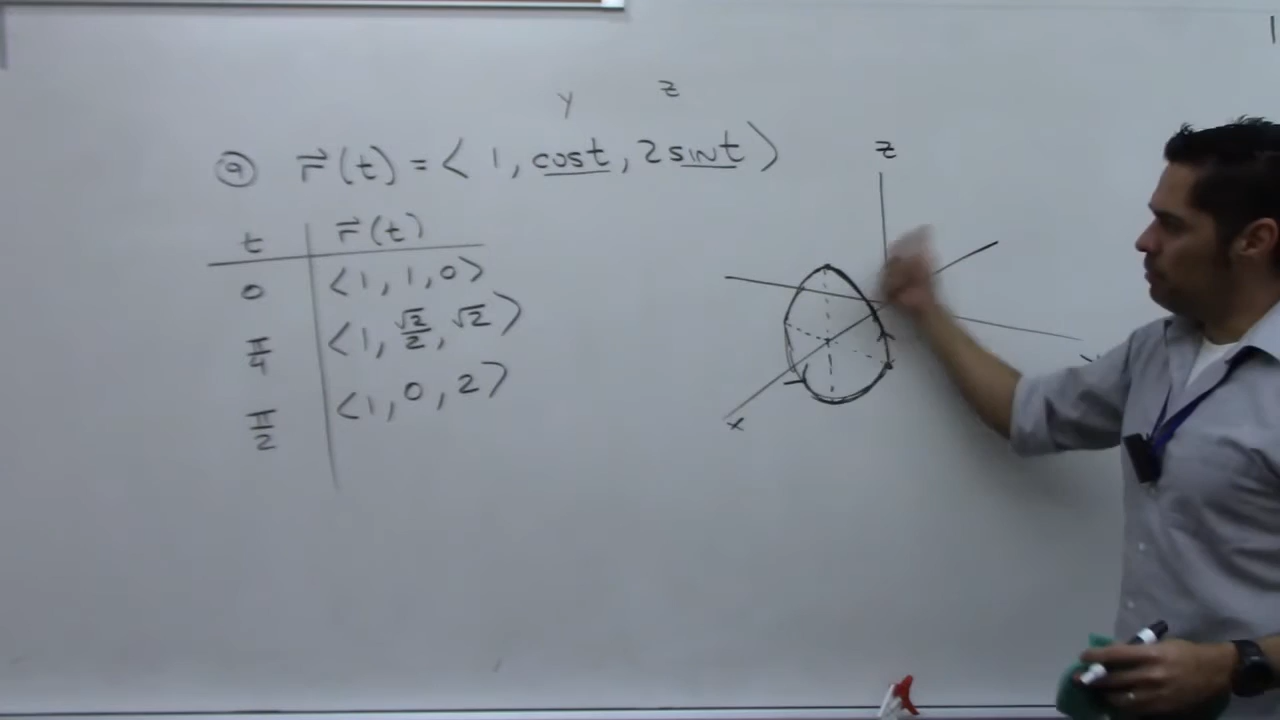 y z
ⓐ r⃗(t) = ⟨ 1, cost, 2sint ⟩
t r⃗(t)
0 ⟨1, 1, 0⟩
π/4 ⟨1, √2/2, √2⟩
π/2 ⟨1, 0, 2⟩
z
x